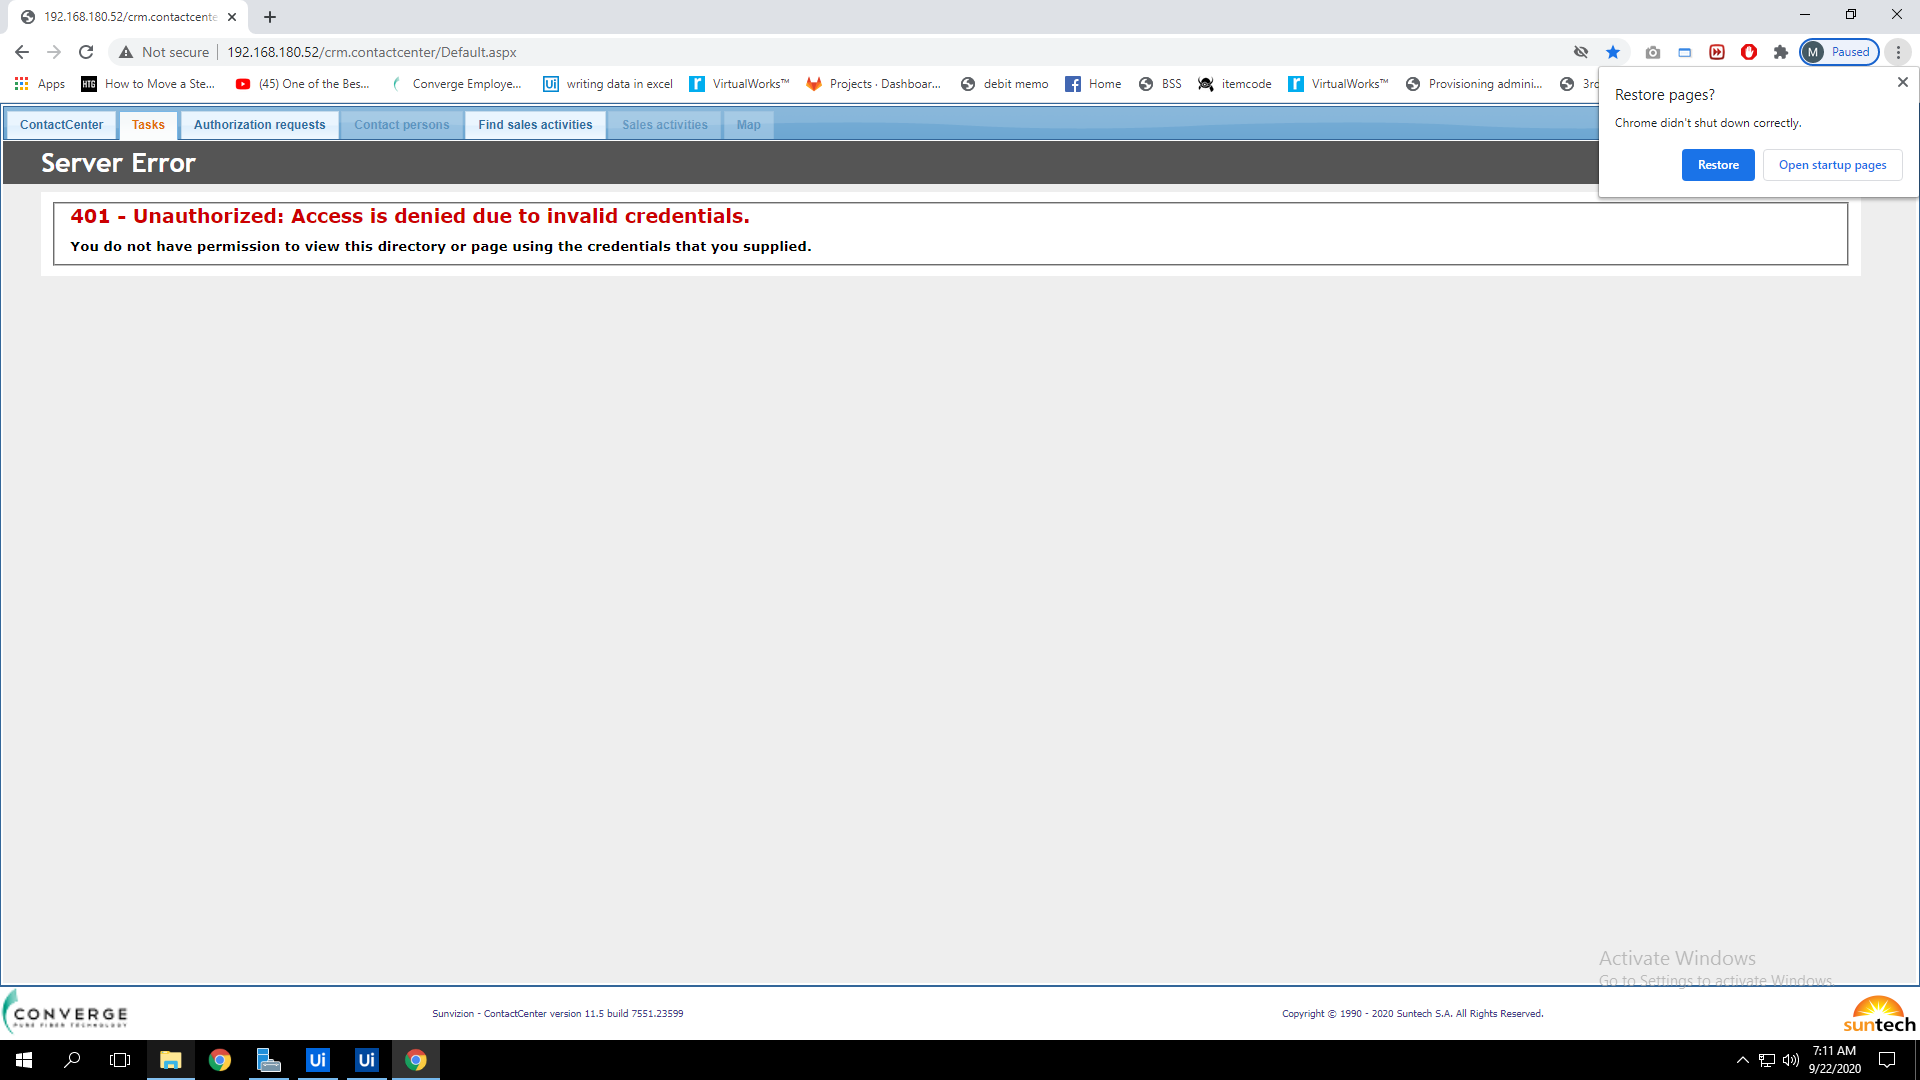 192.168.180.52/crm.contactcente
Not secure
192.168.180.52/crm.contactcenter/Default.aspx
M Paused
Apps
HTG How to Move a Ste...
(45) One of the Bes...
Converge Employe...
Ui writing data in excel
VirtualWorks™
Projects · Dashboar...
debit memo
Home
BSS
itemcode
VirtualWorks™
Provisioning admini...
3rd
Restore pages?
Chrome didn't shut down correctly.
Restore
Open startup pages
ContactCenter
Tasks
Authorization requests
Contact persons
Find sales activities
Sales activities
Map
Server Error
401 - Unauthorized: Access is denied due to invalid credentials.
You do not have permission to view this directory or page using the credentials that you supplied.
Activate Windows
Go to Settings to activate Windows.
CONVERGE
PURE FIBER TECHNOLOGY
Sunvizion - ContactCenter version 11.5 build 7551.23599
Copyright © 1990 - 2020 Suntech S.A. All Rights Reserved.
suntech
Ui
Ui
7:11 AM
9/22/2020